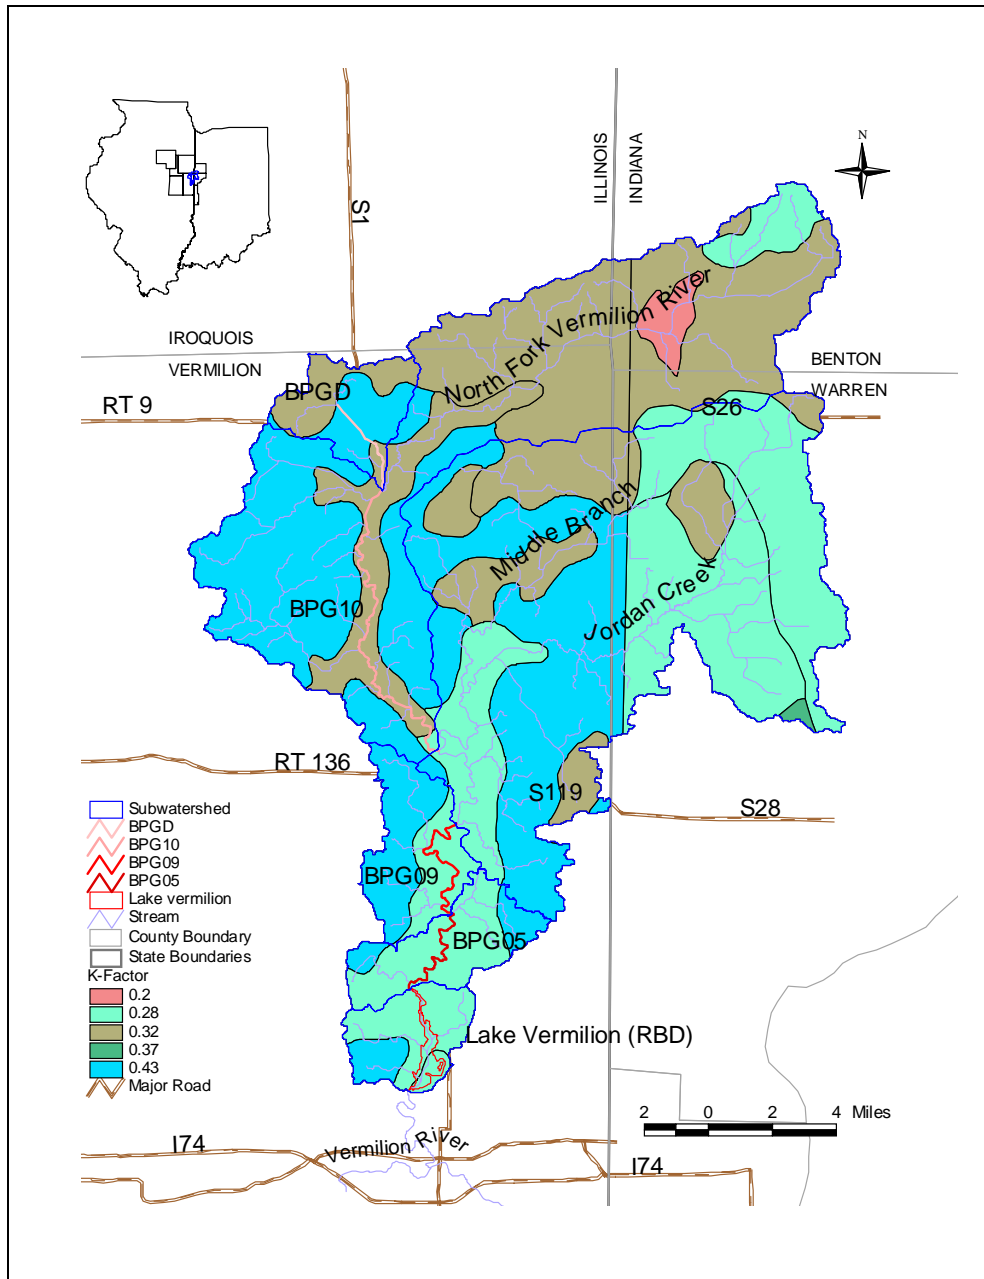 N
ILLINOIS
INDIANA
S1
North Fork Vermilion River
IROQUOIS
VERMILION
BENTON
WARREN
BPGD
RT 9
S26
Middle Branch
BPG10
Jordan Creek
RT 136
S119
S28
Subwatershed
BPGD
BPG10
BPG09
BPG05
Lake vermilion
Stream
County Boundary
State Boundaries
K-Factor
0.2
0.28
0.32
0.37
0.43
Major Road
BPG09
BPG05
Lake Vermilion (RBD)
2 0 2 4 Miles
I74
Vermilion River
I74